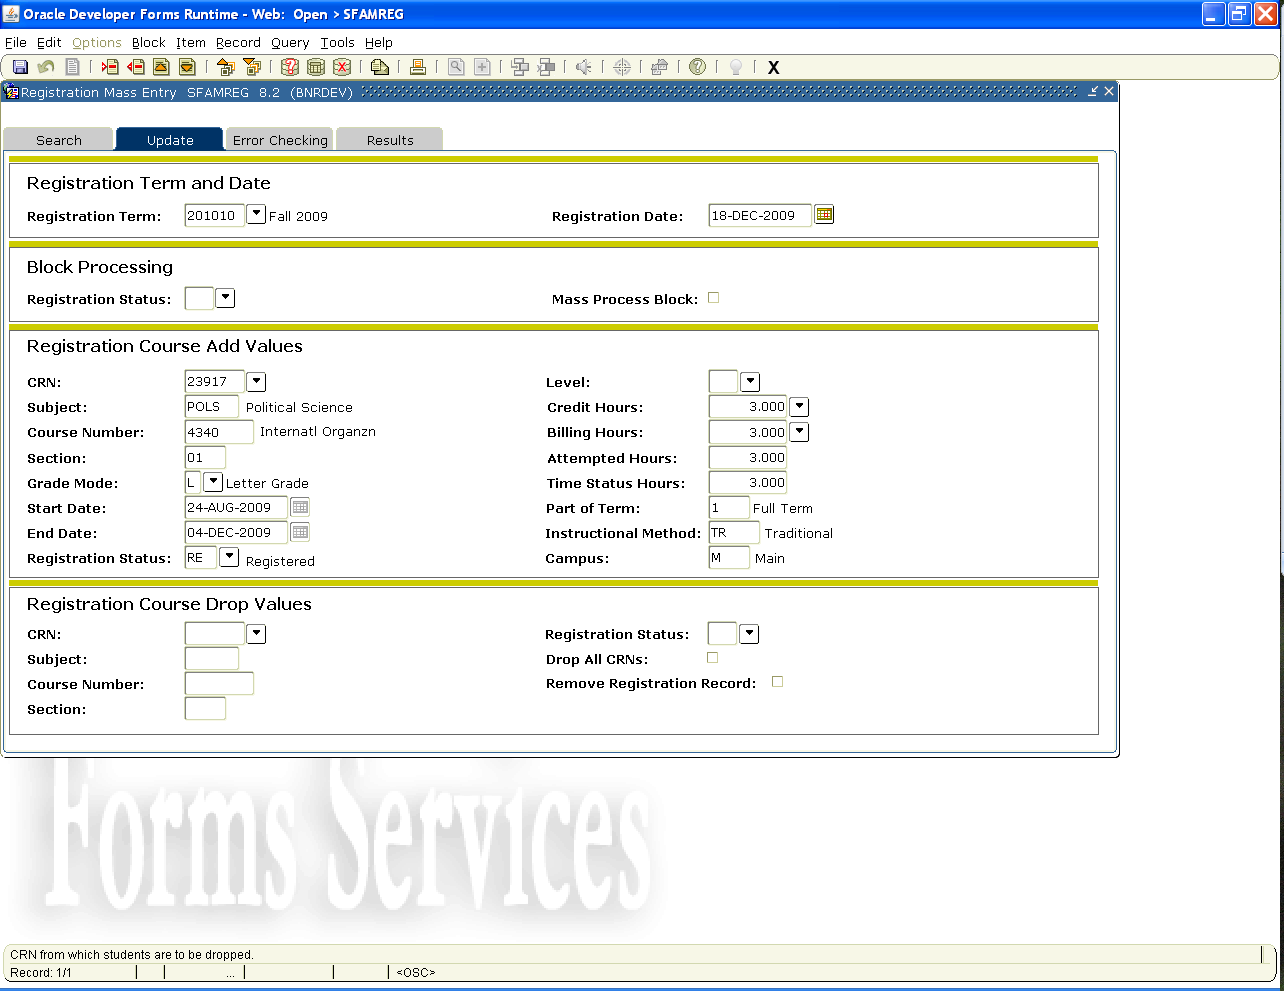 Oracle Developer Forms Runtime - Web: Open > SFAMREG
File Edit Options Block Item Record Query Tools Help
X
Registration Mass Entry SFAMREG 8.2 (BNRDEV)
Search Update Error Checking Results
Registration Term and Date
Registration Term: 201010 Fall 2009 Registration Date: 18-DEC-2009
Block Processing
Registration Status: Mass Process Block:
Registration Course Add Values
CRN: 23917 Level:
Subject: POLS Political Science Credit Hours: 3.000
Course Number: 4340 Internatl Organzn Billing Hours: 3.000
Section: 01 Attempted Hours: 3.000
Grade Mode: L Letter Grade Time Status Hours: 3.000
Start Date: 24-AUG-2009 Part of Term: 1 Full Term
End Date: 04-DEC-2009 Instructional Method: TR Traditional
Registration Status: RE Registered Campus: M Main
Registration Course Drop Values
CRN: Registration Status:
Subject: Drop All CRNs:
Course Number: Remove Registration Record:
Section:
Forms Services
CRN from which students are to be dropped.
Record: 1/1 ... <OSC>